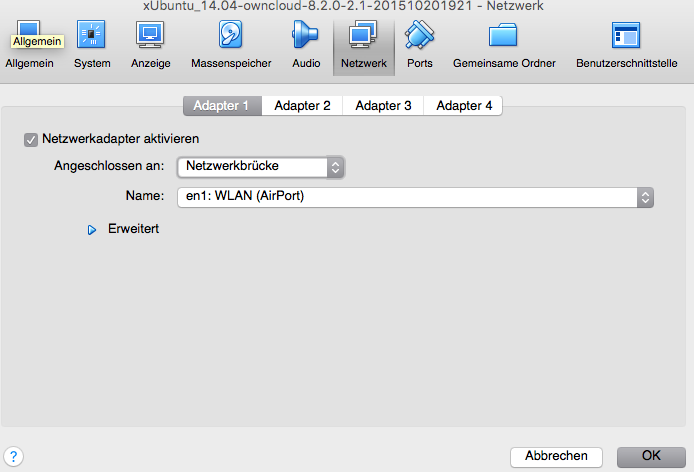 xUbuntu_14.04-owncloud-8.2.0-2.1-201510201921 - Netzwerk
Allgemein
Allgemein System Anzeige Massenspeicher Audio Netzwerk Ports Gemeinsame Ordner Benutzerschnittstelle
Adapter 1 Adapter 2 Adapter 3 Adapter 4
Netzwerkadapter aktivieren
Angeschlossen an: Netzwerkbrücke
Name: en1: WLAN (AirPort)
Erweitert
? Abbrechen OK